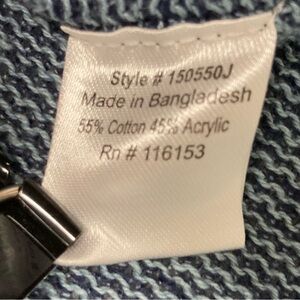 Style # 150550J
Made in Bangladesh
55% Cotton 45% Acrylic
Rn # 116153